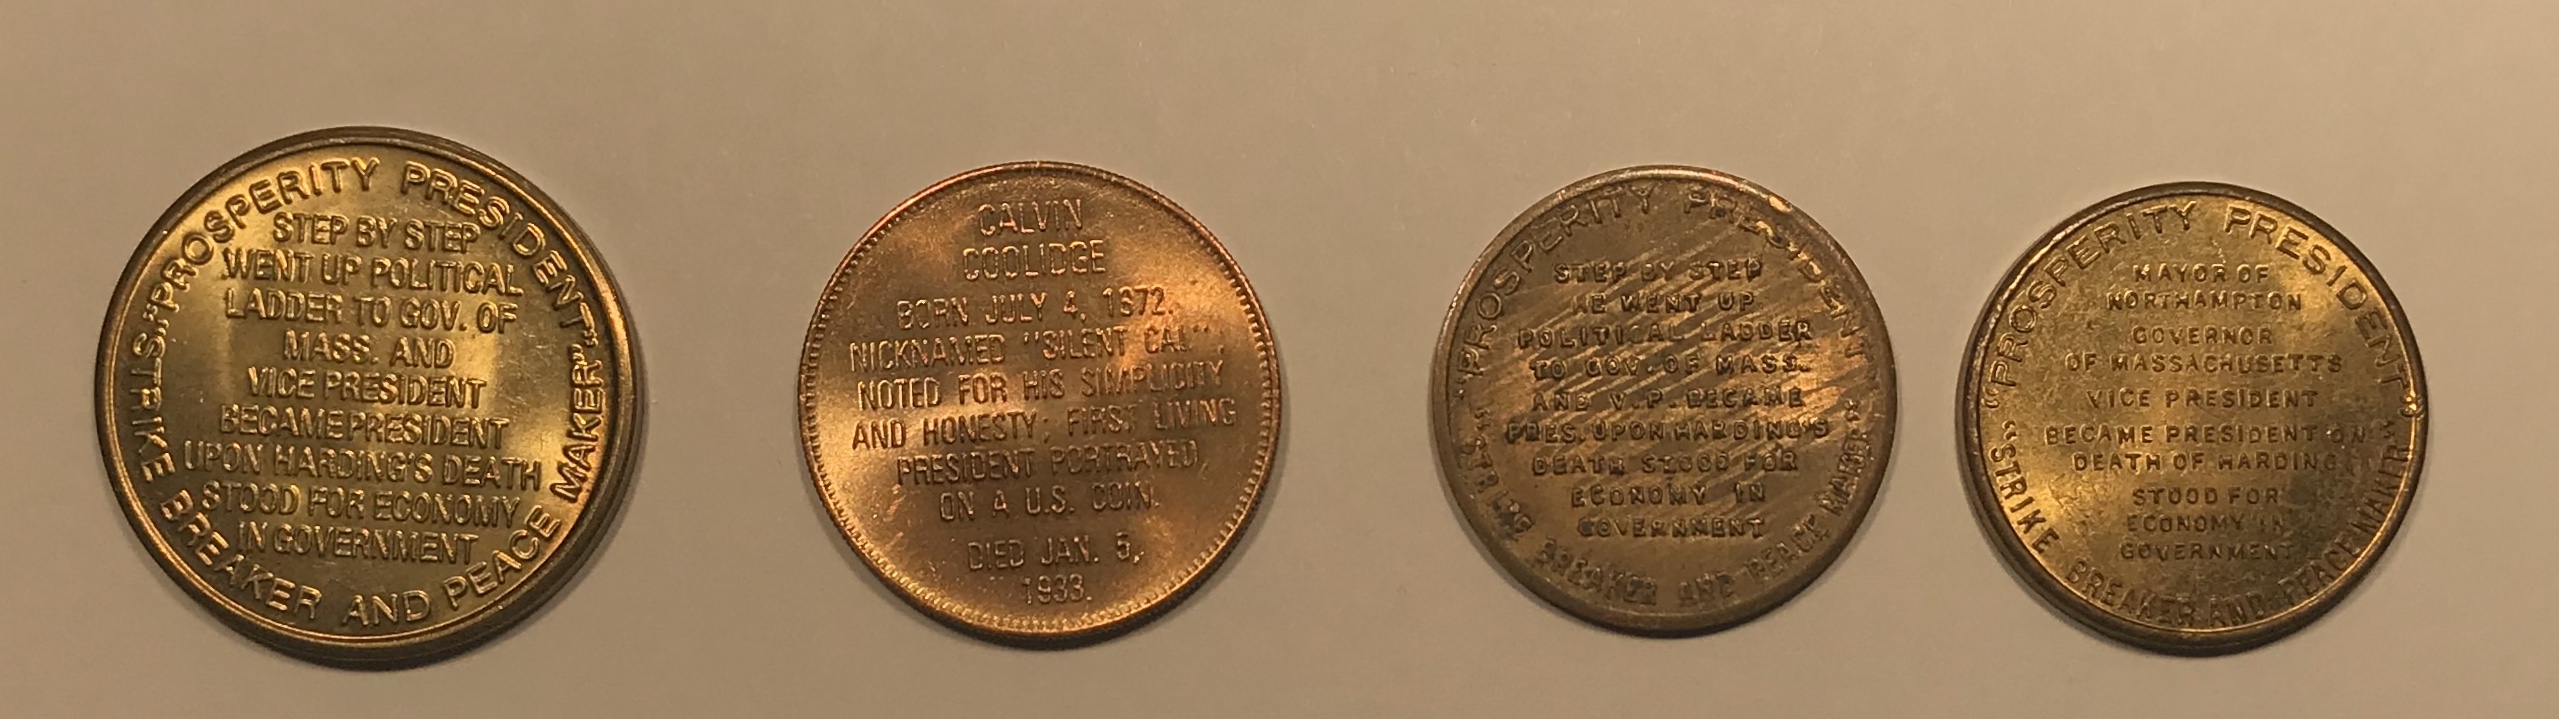 "PROSPERITY PRESIDENT"
STEP BY STEP
WENT UP POLITICAL
LADDER TO GOV. OF
MASS. AND
VICE PRESIDENT
BECAME PRESIDENT
UPON HARDING'S DEATH
STOOD FOR ECONOMY
IN GOVERNMENT
"STRIKE BREAKER AND PEACE MAKER"
CALVIN
COOLIDGE
BORN JULY 4, 1872.
NICKNAMED "SILENT CAL",
NOTED FOR HIS SIMPLICITY
AND HONESTY; FIRST LIVING
PRESIDENT PORTRAYED
ON A U.S. COIN.
DIED JAN. 5,
1933.
"PROSPERITY PRESIDENT"
STEP BY STEP
HE WENT UP
POLITICAL LADDER
TO GOV. OF MASS.
AND V.P. BECAME
PRES. UPON HARDING'S
DEATH STOOD FOR
ECONOMY IN
GOVERNMENT
"STRIKE BREAKER AND PEACE MAKER"
"PROSPERITY PRESIDENT"
MAYOR OF
NORTHAMPTON
GOVERNOR
OF MASSACHUSETTS
VICE PRESIDENT
BECAME PRESIDENT ON
DEATH OF HARDING
STOOD FOR
ECONOMY IN
GOVERNMENT
"STRIKE BREAKER AND PEACEMAKER"